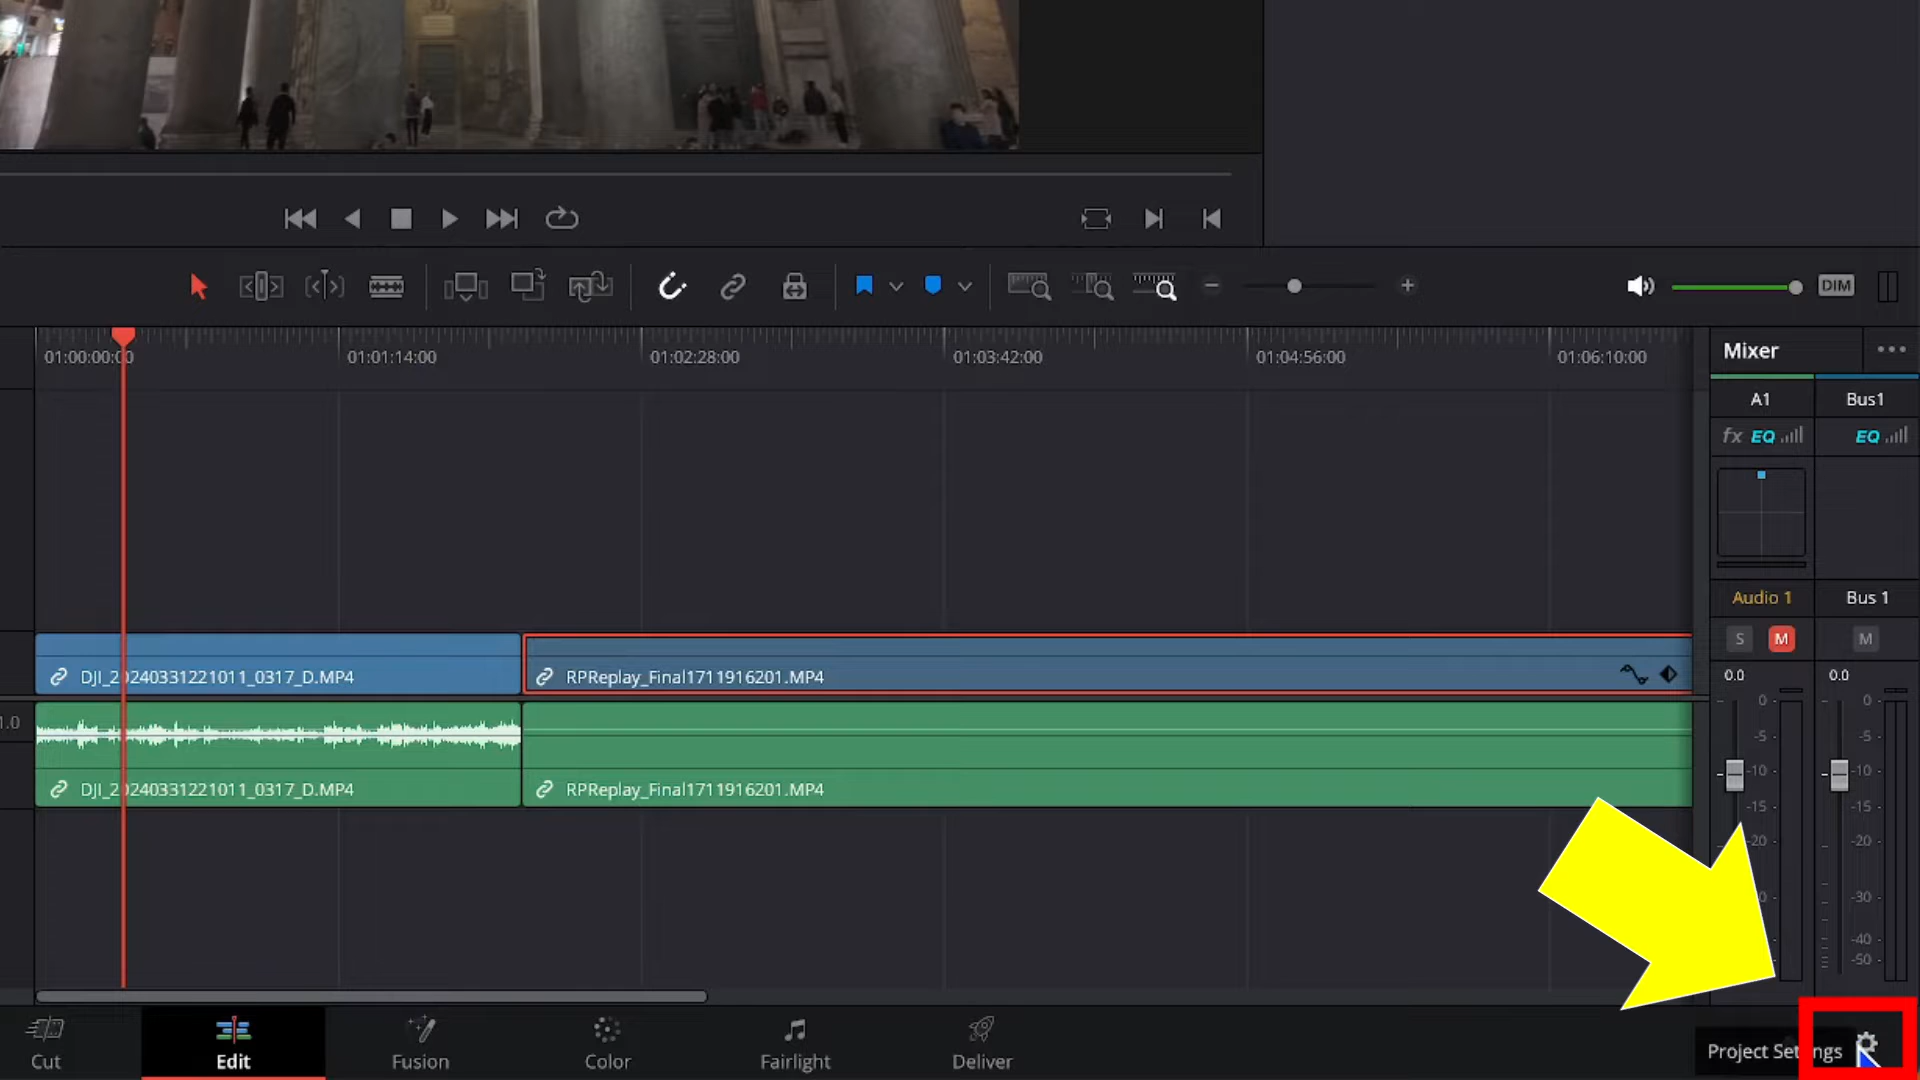 DIM
01:00:00:00
01:01:14:00
01:02:28:00
01:03:42:00
01:04:56:00
01:06:10:00
Mixer
A1
Bus1
fx EQ
EQ
Audio 1
Bus 1
S
M
M
0.0
0.0
0-
-5
-10
-15
-20
0-
-5
-10
-15
-20
-30
-40
-50
DJI_20240331221011_0317_D.MP4
RPReplay_Final1711916201.MP4
DJI_20240331221011_0317_D.MP4
RPReplay_Final1711916201.MP4
Cut
Edit
Fusion
Color
Fairlight
Deliver
Project Settings